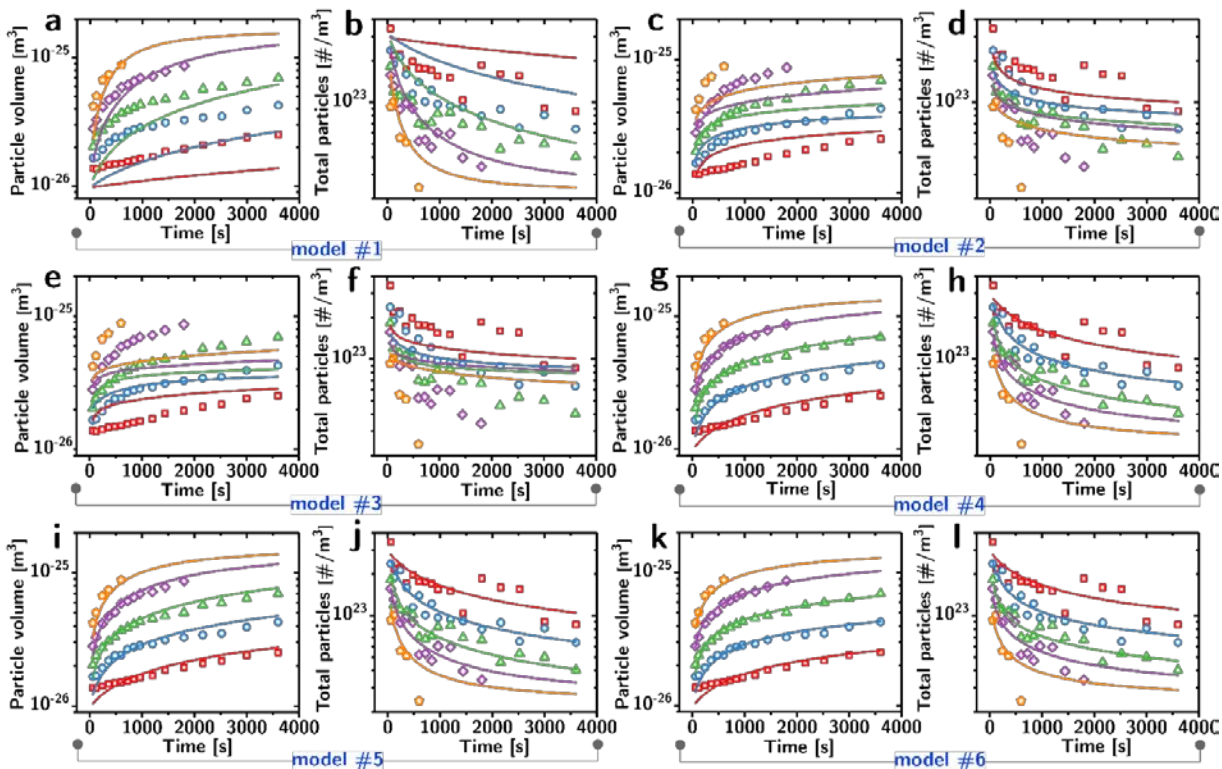 a b c d
Particle volume [m³] 10⁻²⁵ 10⁻²⁶ Total particles [#/m³] 10²³ Particle volume [m³] 10⁻²⁵ 10⁻²⁶ Total particles [#/m³] 10²³
0 1000 2000 3000 4000 0 1000 2000 3000 4000 0 1000 2000 3000 4000 0 1000 2000 3000 400C
Time [s] Time [s] Time [s] Time [s]
model #1 model #2
e f g h
Particle volume [m³] 10⁻²⁵ 10⁻²⁶ Total particles [#/m³] 10²³ Particle volume [m³] 10⁻²⁵ 10⁻²⁶ Total particles [#/m³] 10²³
0 1000 2000 3000 4000 0 1000 2000 3000 4000 0 1000 2000 3000 4000 0 1000 2000 3000 400C
Time [s] Time [s] Time [s] Time [s]
model #3 model #4
i j k l
Particle volume [m³] 10⁻²⁵ 10⁻²⁶ Total particles [#/m³] 10²³ Particle volume [m³] 10⁻²⁵ 10⁻²⁶ Total particles [#/m³] 10²³
0 1000 2000 3000 4000 0 1000 2000 3000 4000 0 1000 2000 3000 4000 0 1000 2000 3000 400C
Time [s] Time [s] Time [s] Time [s]
model #5 model #6